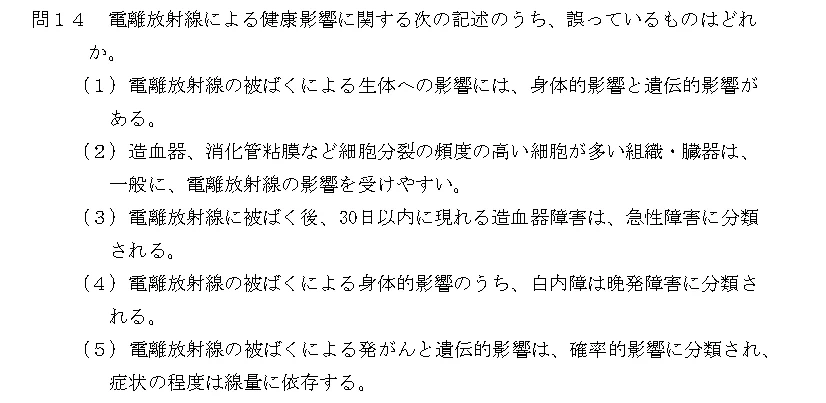 問１４　電離放射線による健康影響に関する次の記述のうち、誤っているものはどれ
か。
（１）電離放射線の被ばくによる生体への影響には、身体的影響と遺伝的影響が
ある。
（２）造血器、消化管粘膜など細胞分裂の頻度の高い細胞が多い組織・臓器は、
一般に、電離放射線の影響を受けやすい。
（３）電離放射線に被ばく後、30日以内に現れる造血器障害は、急性障害に分類
される。
（４）電離放射線の被ばくによる身体的影響のうち、白内障は晩発障害に分類さ
れる。
（５）電離放射線の被ばくによる発がんと遺伝的影響は、確率的影響に分類され、
症状の程度は線量に依存する。